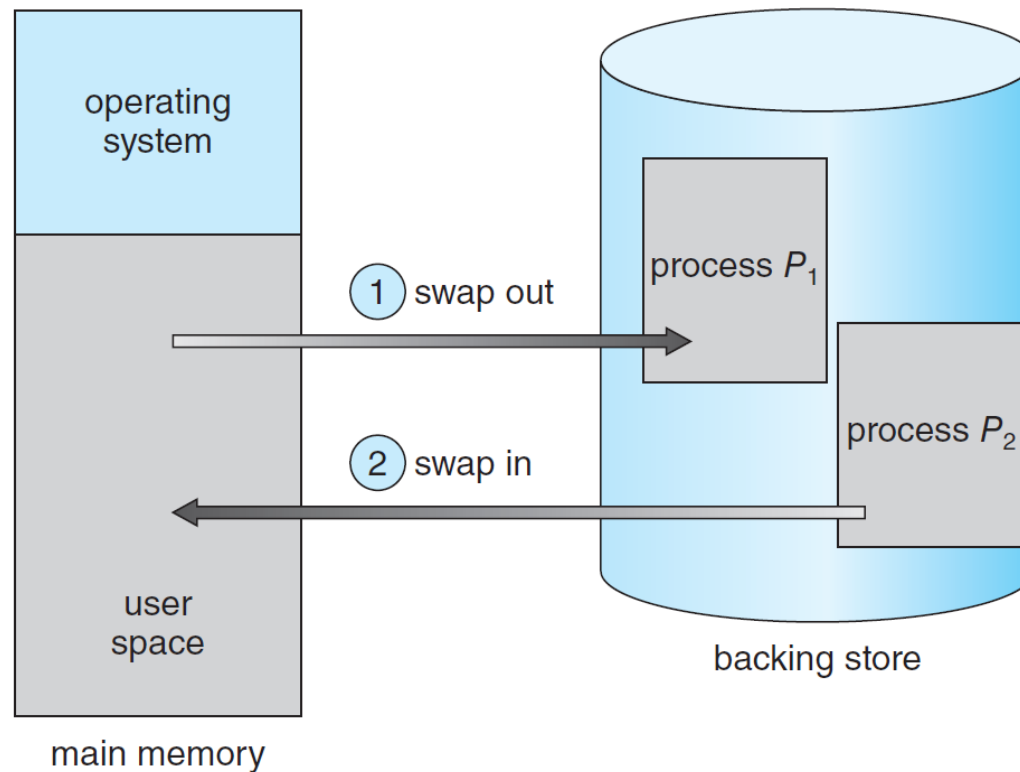 operating
system
process P₁
1 swap out
process P₂
2 swap in
user
space
backing store
main memory